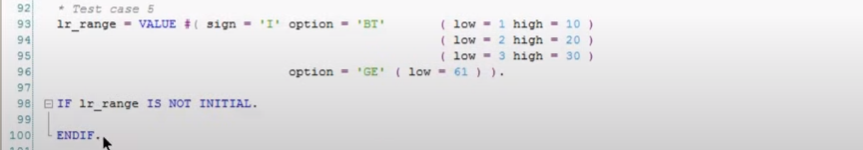 92 * Test case 5
93 lr_range = VALUE #( sign = 'I' option = 'BT' ( low = 1 high = 10 )
94 ( low = 2 high = 20 )
95 ( low = 3 high = 30 )
96 option = 'GE' ( low = 61 ) ).
97
98 IF lr_range IS NOT INITIAL.
99
100 ENDIF.